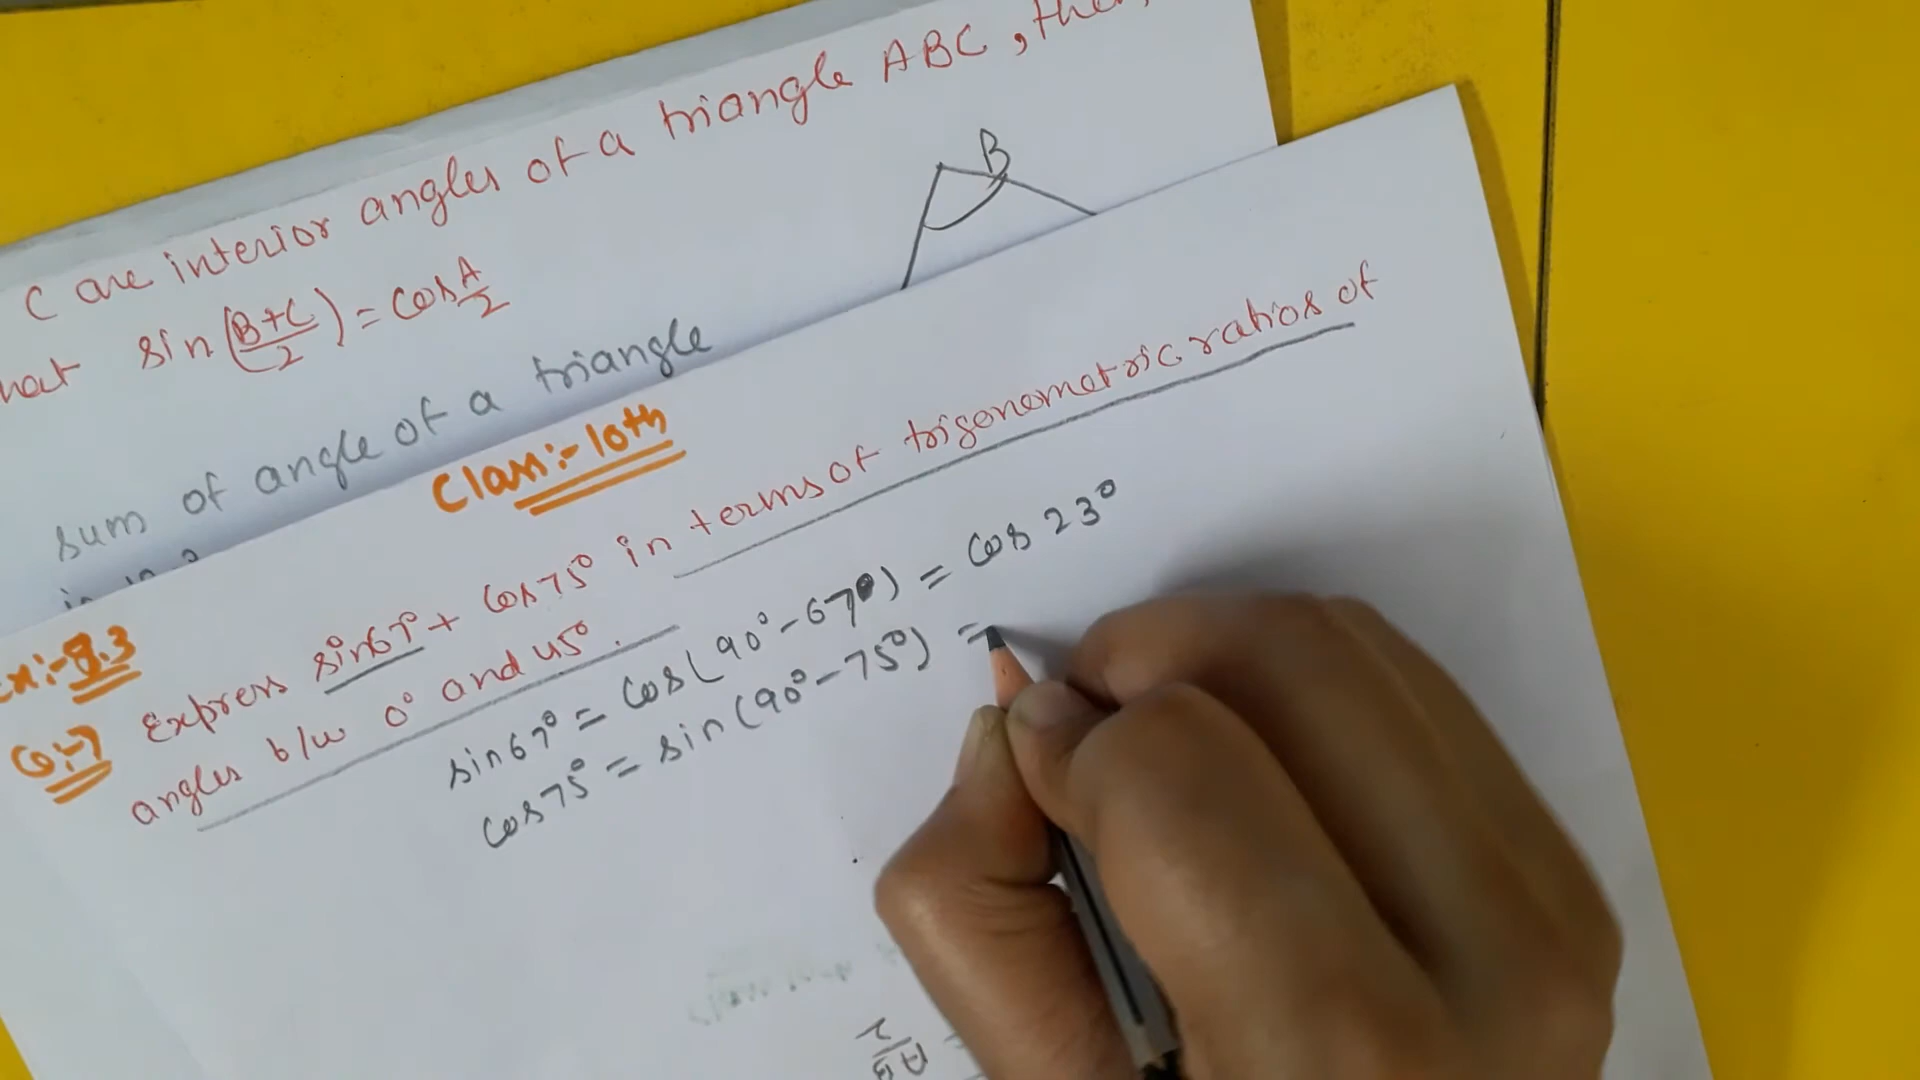 C are interior angles of a triangle ABC, then,
hat sin(B+C/2) = cos A/2
B
sum of angle of a triangle
Class:- 10th
Ex:- 8.3
Q:-7 Express sin67° + cos75° in terms of trigonometric ratios of
angles b/w 0° and 45°.
sin67° = cos(90°-67°) = cos 23°
cos75° = sin(90°-75°) =